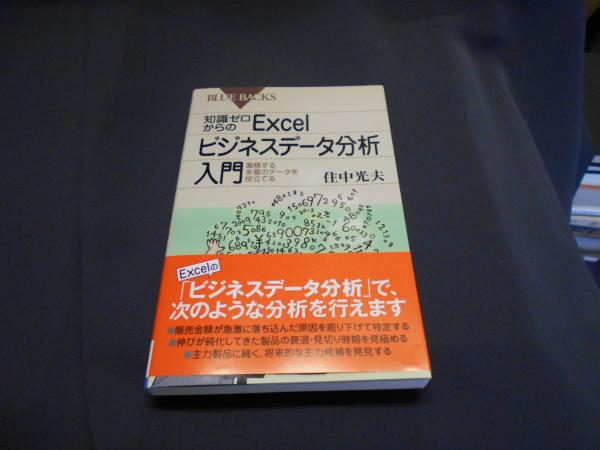 BLUE BACKS
知識ゼロ
からの
Excel
ビジネスデータ分析
入門
蓄積する
多量のデータを
役立てる
住中光夫
Excelの
「ビジネスデータ分析」で、
次のような分析を行えます
■販売金額が急激に落ち込んだ原因を掘り下げて特定する
■伸びが鈍化してきた製品の衰退・見切り時期を見極める
■主力製品に続く、将来的な主力候補を発見する